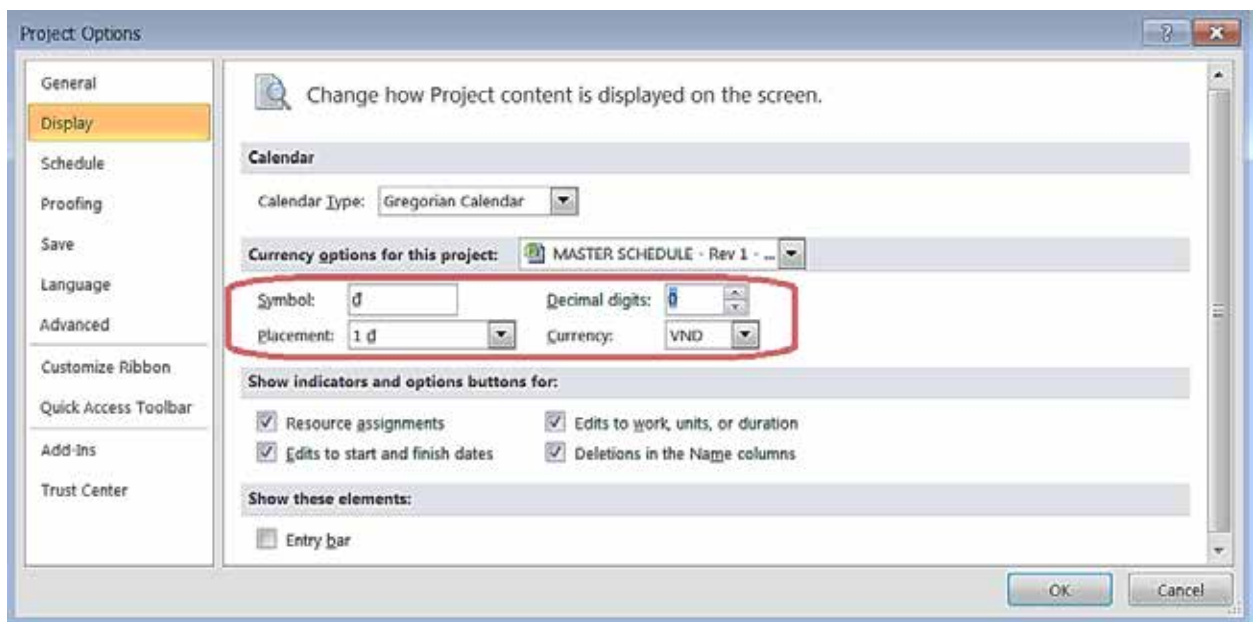 Project Options
General
Display
Schedule
Proofing
Save
Language
Advanced
Customize Ribbon
Quick Access Toolbar
Add-Ins
Trust Center
Change how Project content is displayed on the screen.
Calendar
Calendar Type: Gregorian Calendar
Currency options for this project: MASTER SCHEDULE - Rev 1 - ...
Symbol: đ Decimal digits: 0
Placement: 1 đ Currency: VND
Show indicators and options buttons for:
Resource assignments Edits to work, units, or duration
Edits to start and finish dates Deletions in the Name columns
Show these elements:
Entry bar
OK Cancel